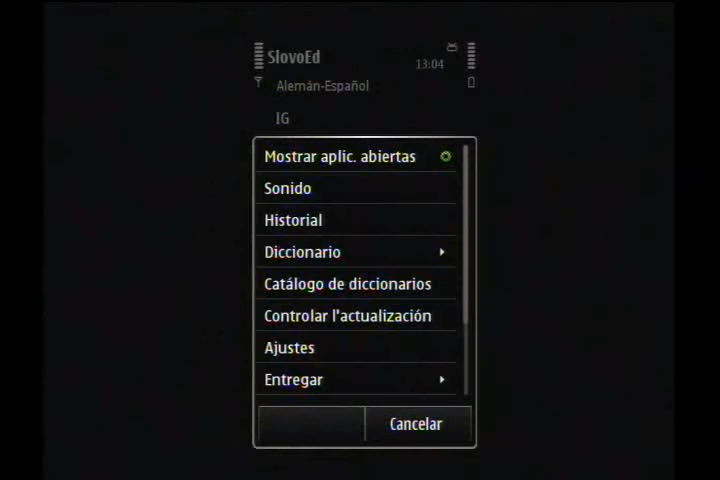 SlovoEd
13:04
Alemán-Español
IG
Mostrar aplic. abiertas
Sonido
Historial
Diccionario
Catálogo de diccionarios
Controlar l'actualización
Ajustes
Entregar
Cancelar